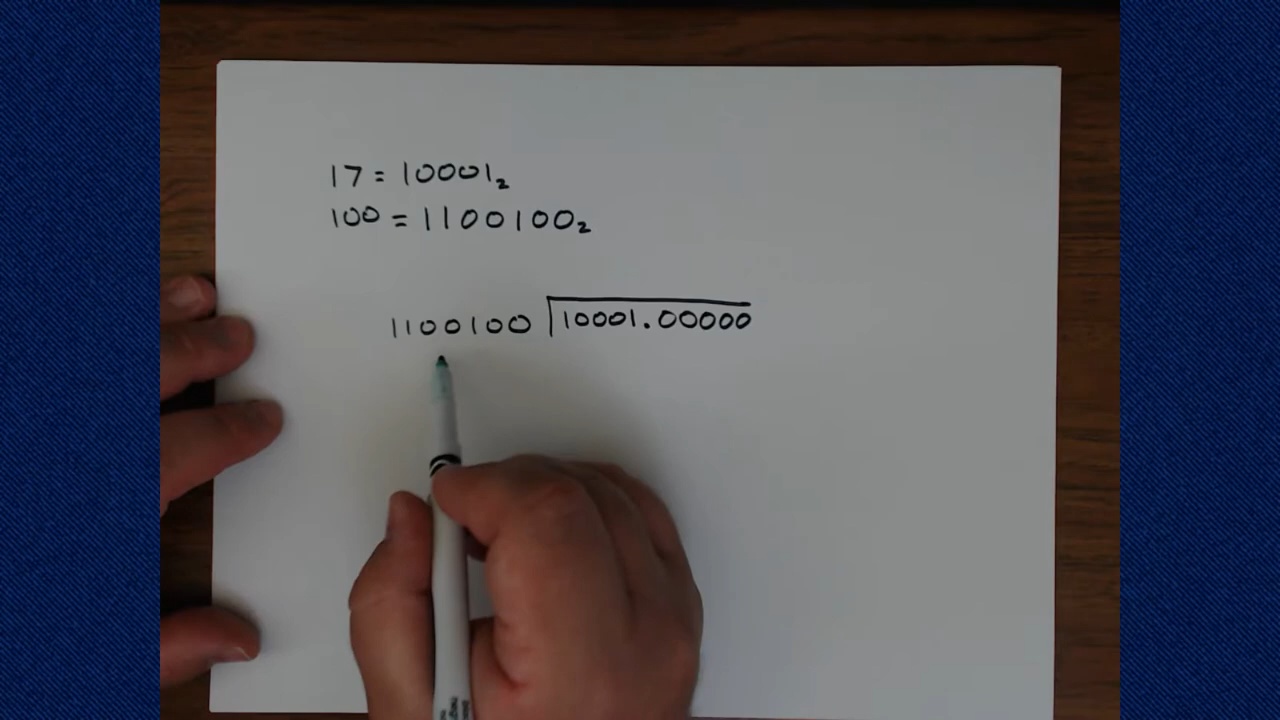 17 = 10001₂
100 = 1100100₂
1100100 10001.00000